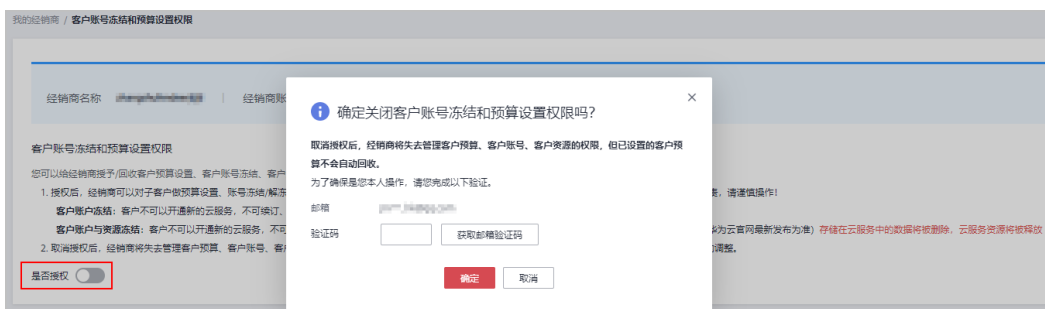 我的经销商 / 客户账号冻结和预算设置权限
经销商名称 | 经销商账
客户账号冻结和预算设置权限
您可以给经销商授予/回收客户预算设置、客户账号冻结、客户
1. 授权后，经销商可以对子客户做预算设置、账号冻结/解冻
，请谨慎操作！
客户账户冻结：客户不可以开通新的云服务，不可续订、
客户账户与资源冻结：客户不可以开通新的云服务，不可
为云官网最新发布为准）存储在云服务中的数据将被删除，云服务资源将被释放
2. 取消授权后，经销商将失去管理客户预算、客户账号、客户
调整。
是否授权
确定关闭客户账号冻结和预算设置权限吗？
取消授权后，经销商将失去管理客户预算、客户账号、客户资源的权限，但已设置的客户预
算不会自动回收。
为了确保是您本人操作，请您完成以下验证。
邮箱
验证码 获取邮箱验证码
确定 取消